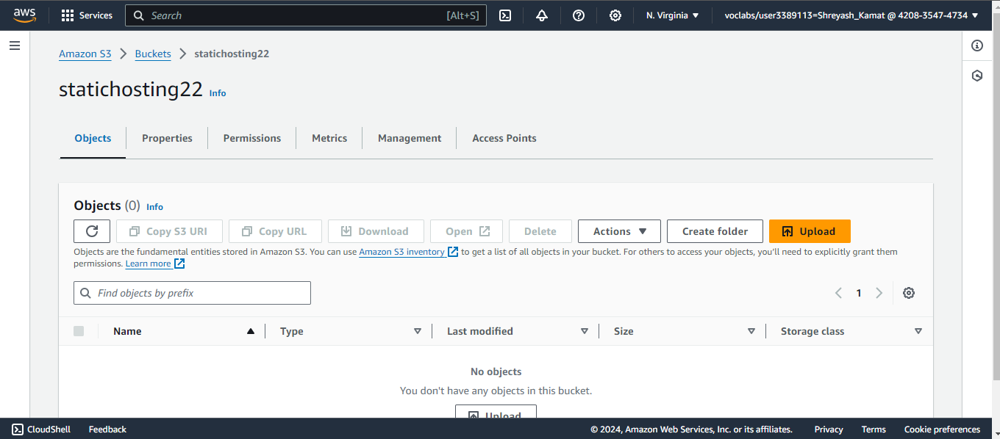 aws Services Search [Alt+S] N. Virginia voclabs/user3389113=Shreyash_Kamat @ 4208-3547-4734
Amazon S3 Buckets statichosting22
statichosting22 Info
Objects Properties Permissions Metrics Management Access Points
Objects (0) Info
Copy S3 URI Copy URL Download Open Delete Actions Create folder Upload
Objects are the fundamental entities stored in Amazon S3. You can use Amazon S3 inventory to get a list of all objects in your bucket. For others to access your objects, you'll need to explicitly grant them
permissions. Learn more
Find objects by prefix 1
Name Type Last modified Size Storage class
No objects
You don't have any objects in this bucket.
Upload
CloudShell Feedback © 2024, Amazon Web Services, Inc. or its affiliates. Privacy Terms Cookie preferences